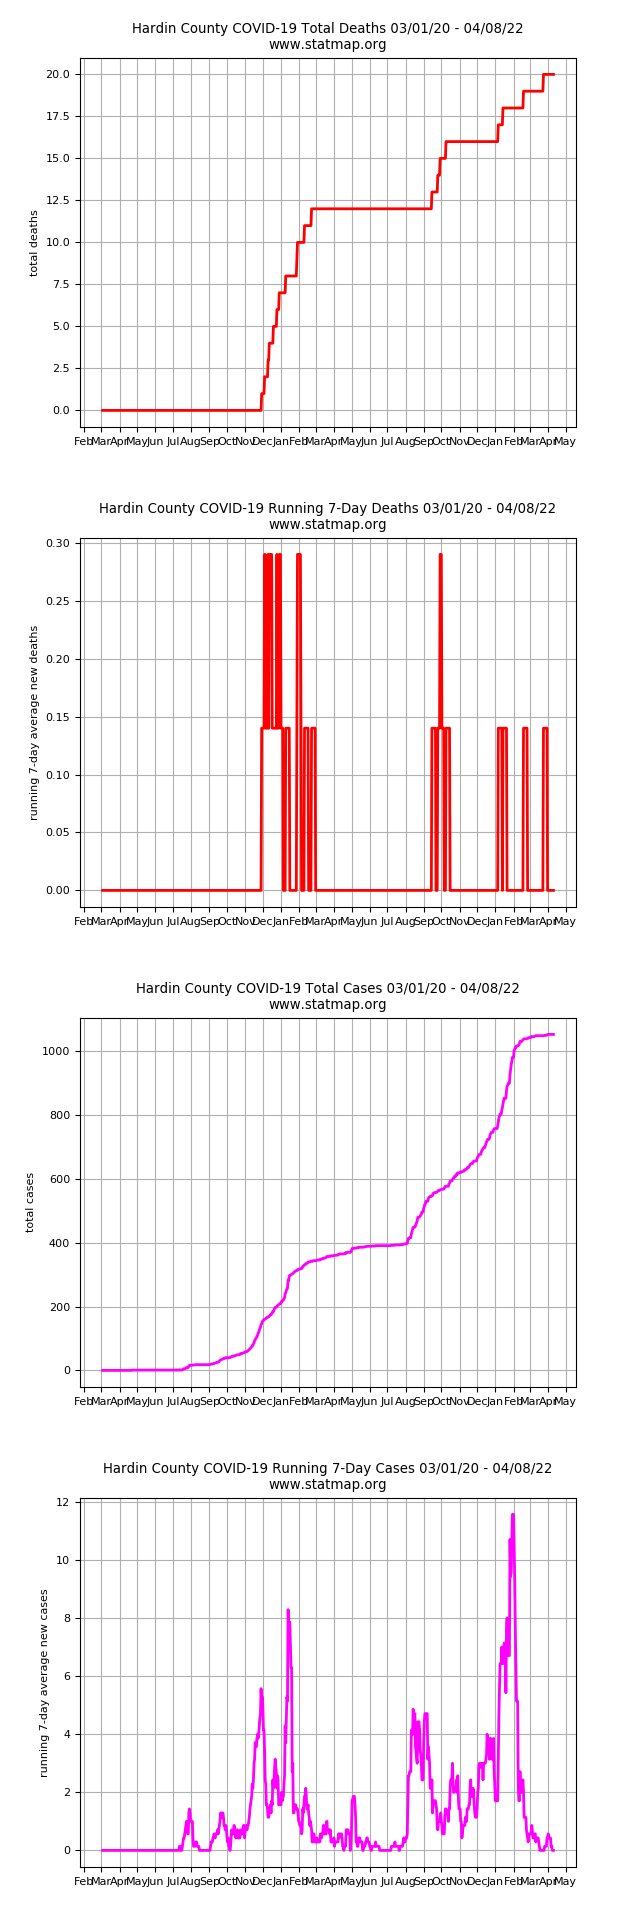 Hardin County COVID-19 Total Deaths 03/01/20 - 04/08/22
www.statmap.org
total deaths
20.0
17.5
15.0
12.5
10.0
7.5
5.0
2.5
0.0
Feb Mar Apr May Jun Jul Aug Sep Oct Nov Dec Jan Feb Mar Apr May Jun Jul Aug Sep Oct Nov Dec Jan Feb Mar Apr May
Hardin County COVID-19 Running 7-Day Deaths 03/01/20 - 04/08/22
www.statmap.org
running 7-day average new deaths
0.30
0.25
0.20
0.15
0.10
0.05
0.00
Feb Mar Apr May Jun Jul Aug Sep Oct Nov Dec Jan Feb Mar Apr May Jun Jul Aug Sep Oct Nov Dec Jan Feb Mar Apr May
Hardin County COVID-19 Total Cases 03/01/20 - 04/08/22
www.statmap.org
total cases
1000
800
600
400
200
0
Feb Mar Apr May Jun Jul Aug Sep Oct Nov Dec Jan Feb Mar Apr May Jun Jul Aug Sep Oct Nov Dec Jan Feb Mar Apr May
Hardin County COVID-19 Running 7-Day Cases 03/01/20 - 04/08/22
www.statmap.org
running 7-day average new cases
12
10
8
6
4
2
0
Feb Mar Apr May Jun Jul Aug Sep Oct Nov Dec Jan Feb Mar Apr May Jun Jul Aug Sep Oct Nov Dec Jan Feb Mar Apr May